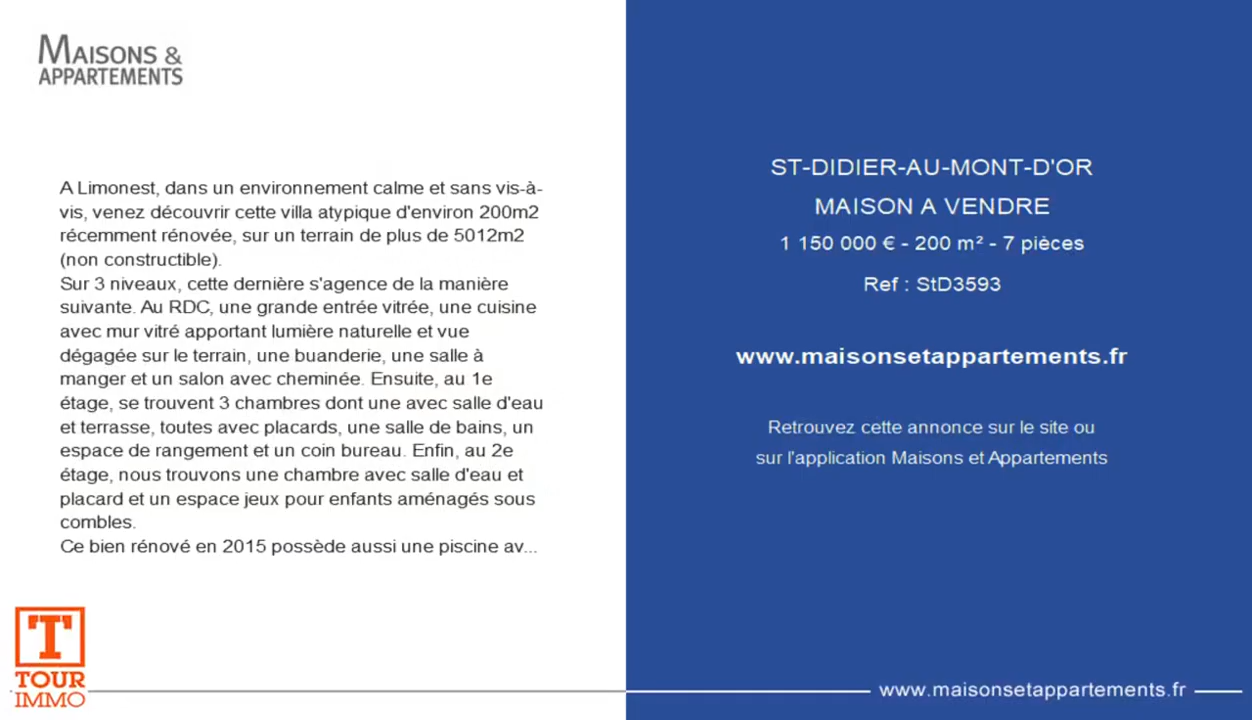 MAISONS &
APPARTEMENTS
A Limonest, dans un environnement calme et sans vis-à-
vis, venez découvrir cette villa atypique d'environ 200m2
récemment rénovée, sur un terrain de plus de 5012m2
(non constructible).
Sur 3 niveaux, cette dernière s'agence de la manière
suivante. Au RDC, une grande entrée vitrée, une cuisine
avec mur vitré apportant lumière naturelle et vue
dégagée sur le terrain, une buanderie, une salle à
manger et un salon avec cheminée. Ensuite, au 1e
étage, se trouvent 3 chambres dont une avec salle d'eau
et terrasse, toutes avec placards, une salle de bains, un
espace de rangement et un coin bureau. Enfin, au 2e
étage, nous trouvons une chambre avec salle d'eau et
placard et un espace jeux pour enfants aménagés sous
combles.
Ce bien rénové en 2015 possède aussi une piscine av...
T
TOUR
IMMO
ST-DIDIER-AU-MONT-D'OR
MAISON A VENDRE
1 150 000 € - 200 m² - 7 pièces
Ref : StD3593
www.maisonsetappartements.fr
Retrouvez cette annonce sur le site ou
sur l'application Maisons et Appartements
www.maisonsetappartements.fr